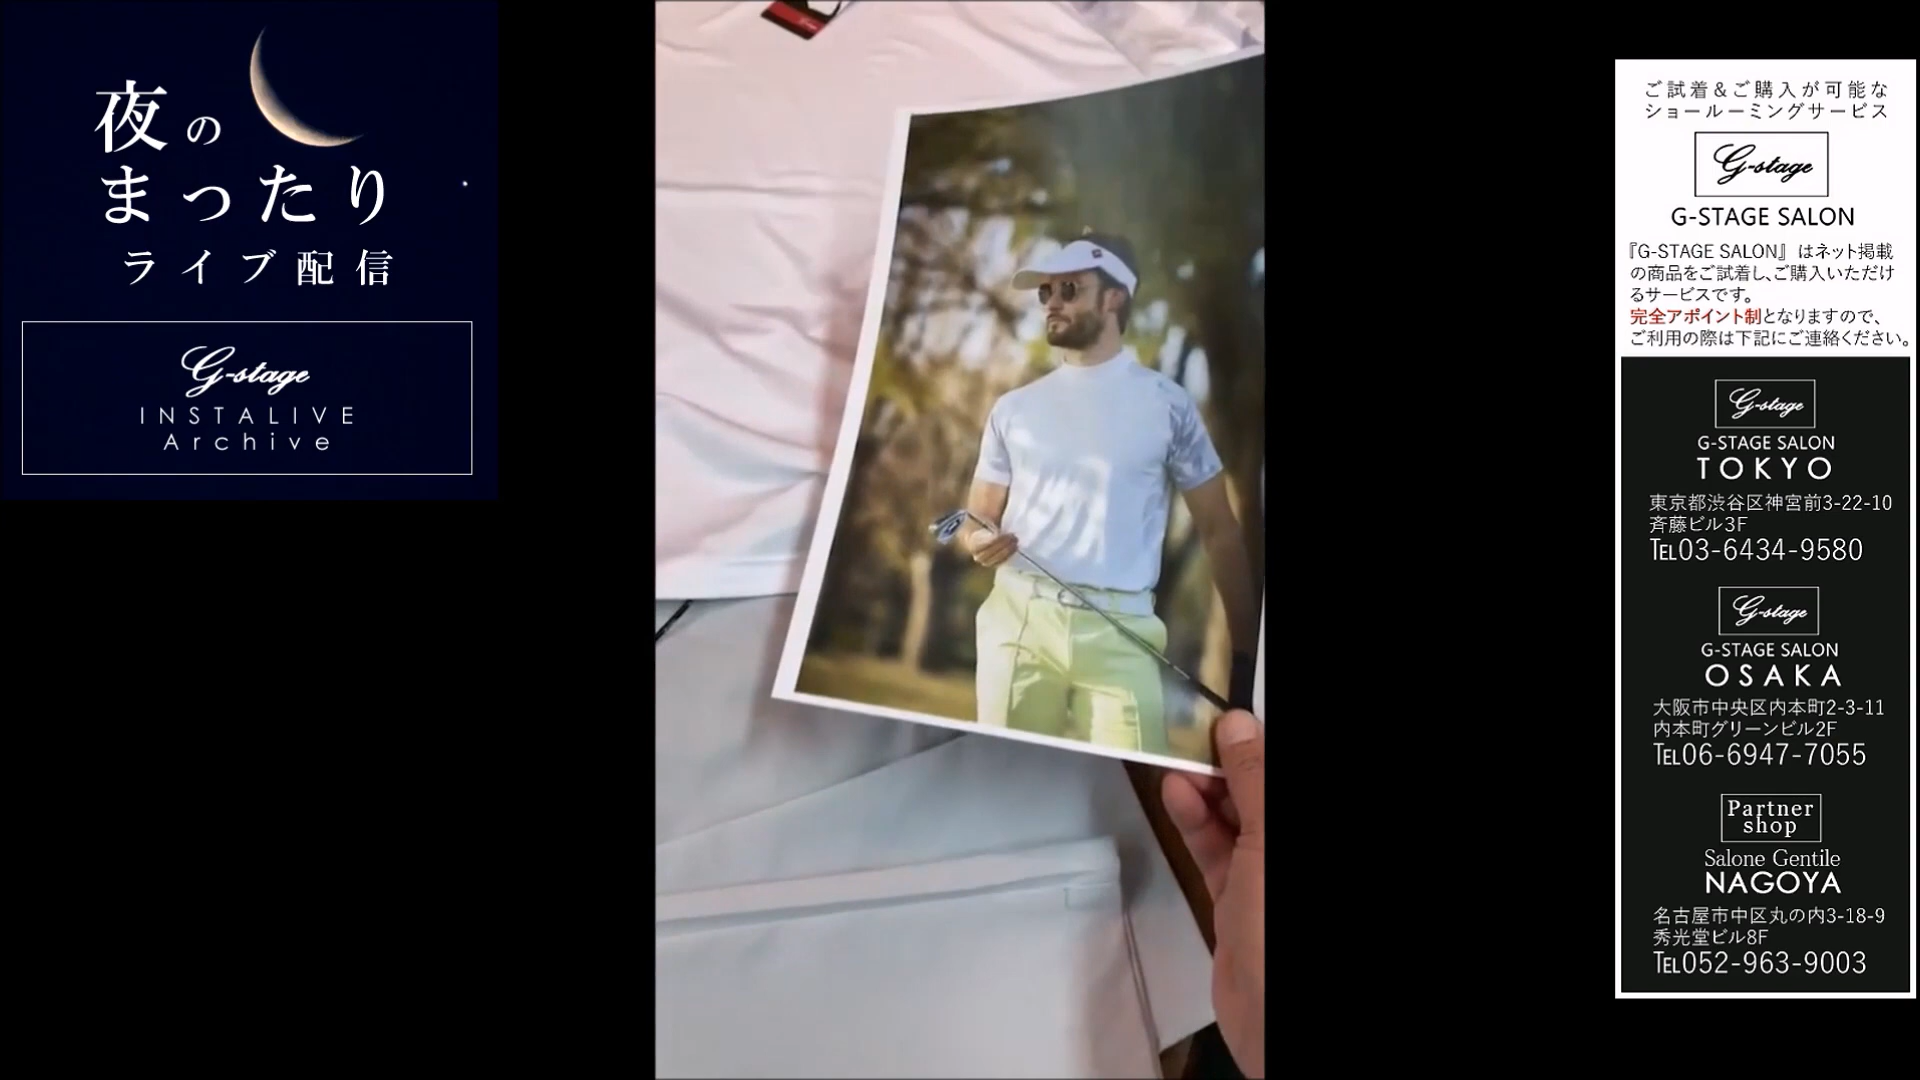 夜の
まったり
ライブ配信
G-stage
INSTALIVE
Archive
ご試着&ご購入が可能な
ショールーミングサービス
G-stage
G-STAGE SALON
『G-STAGE SALON』はネット掲載
の商品をご試着し、ご購入いただけ
るサービスです。
完全アポイント制となりますので、
ご利用の際は下記にご連絡ください。
G-stage
G-STAGE SALON
TOKYO
東京都渋谷区神宮前3-22-10
斉藤ビル3F
TEL03-6434-9580
G-stage
G-STAGE SALON
OSAKA
大阪市中央区内本町2-3-11
内本町グリーンビル2F
TEL06-6947-7055
Partner
shop
Salone Gentile
NAGOYA
名古屋市中区丸の内3-18-9
秀光堂ビル8F
TEL052-963-9003